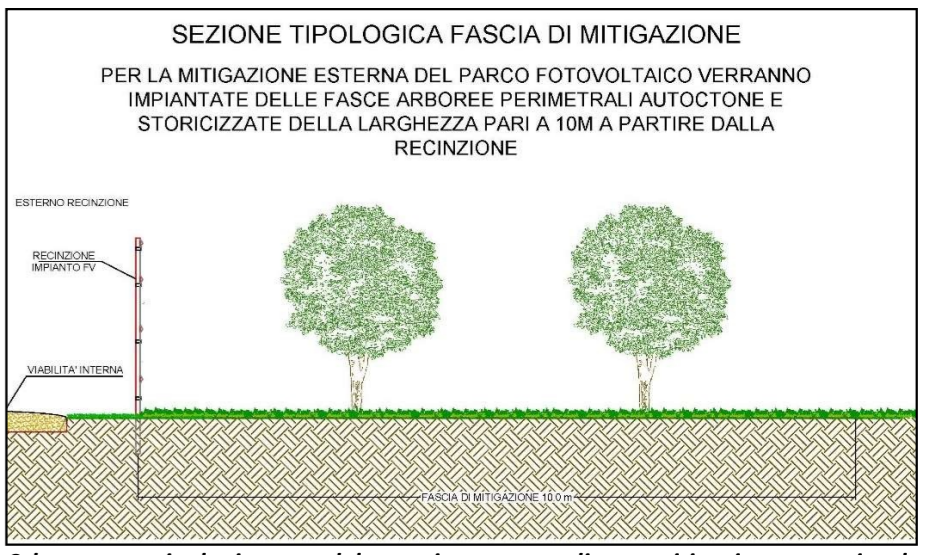 SEZIONE TIPOLOGICA FASCIA DI MITIGAZIONE
PER LA MITIGAZIONE ESTERNA DEL PARCO FOTOVOLTAICO VERRANNO
IMPIANTATE DELLE FASCE ARBOREE PERIMETRALI AUTOCTONE E
STORICIZZATE DELLA LARGHEZZA PARI A 10M A PARTIRE DALLA
RECINZIONE
ESTERNO RECINZIONE
RECINZIONE
IMPIANTO FV
VIABILITA' INTERNA
FASCIA DI MITIGAZIONE 10.0 m